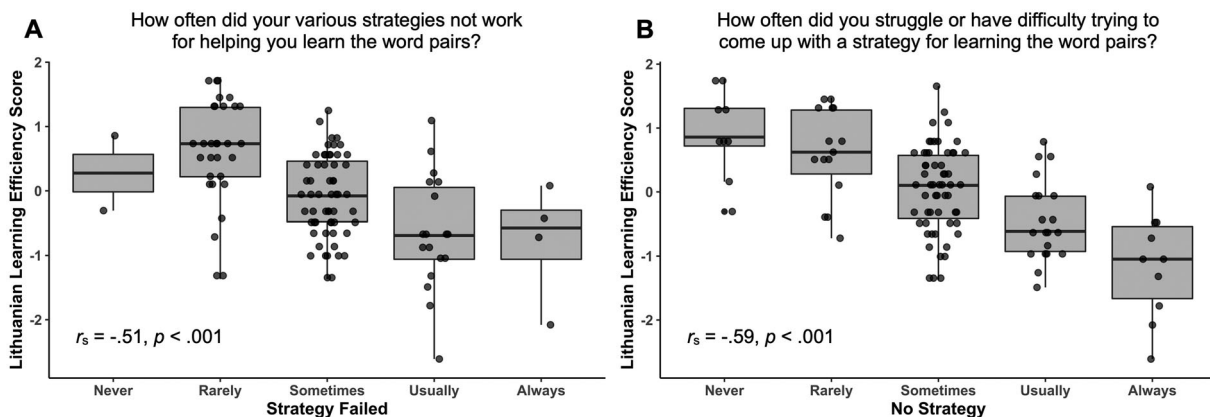 A
How often did your various strategies not work
for helping you learn the word pairs?
Lithuanian Learning Efficiency Score
2
1
0
-1
-2
rs = -.51, p < .001
Never Rarely Sometimes Usually Always
Strategy Failed
B
How often did you struggle or have difficulty trying to
come up with a strategy for learning the word pairs?
Lithuanian Learning Efficiency Score
2
1
0
-1
-2
rs = -.59, p < .001
Never Rarely Sometimes Usually Always
No Strategy